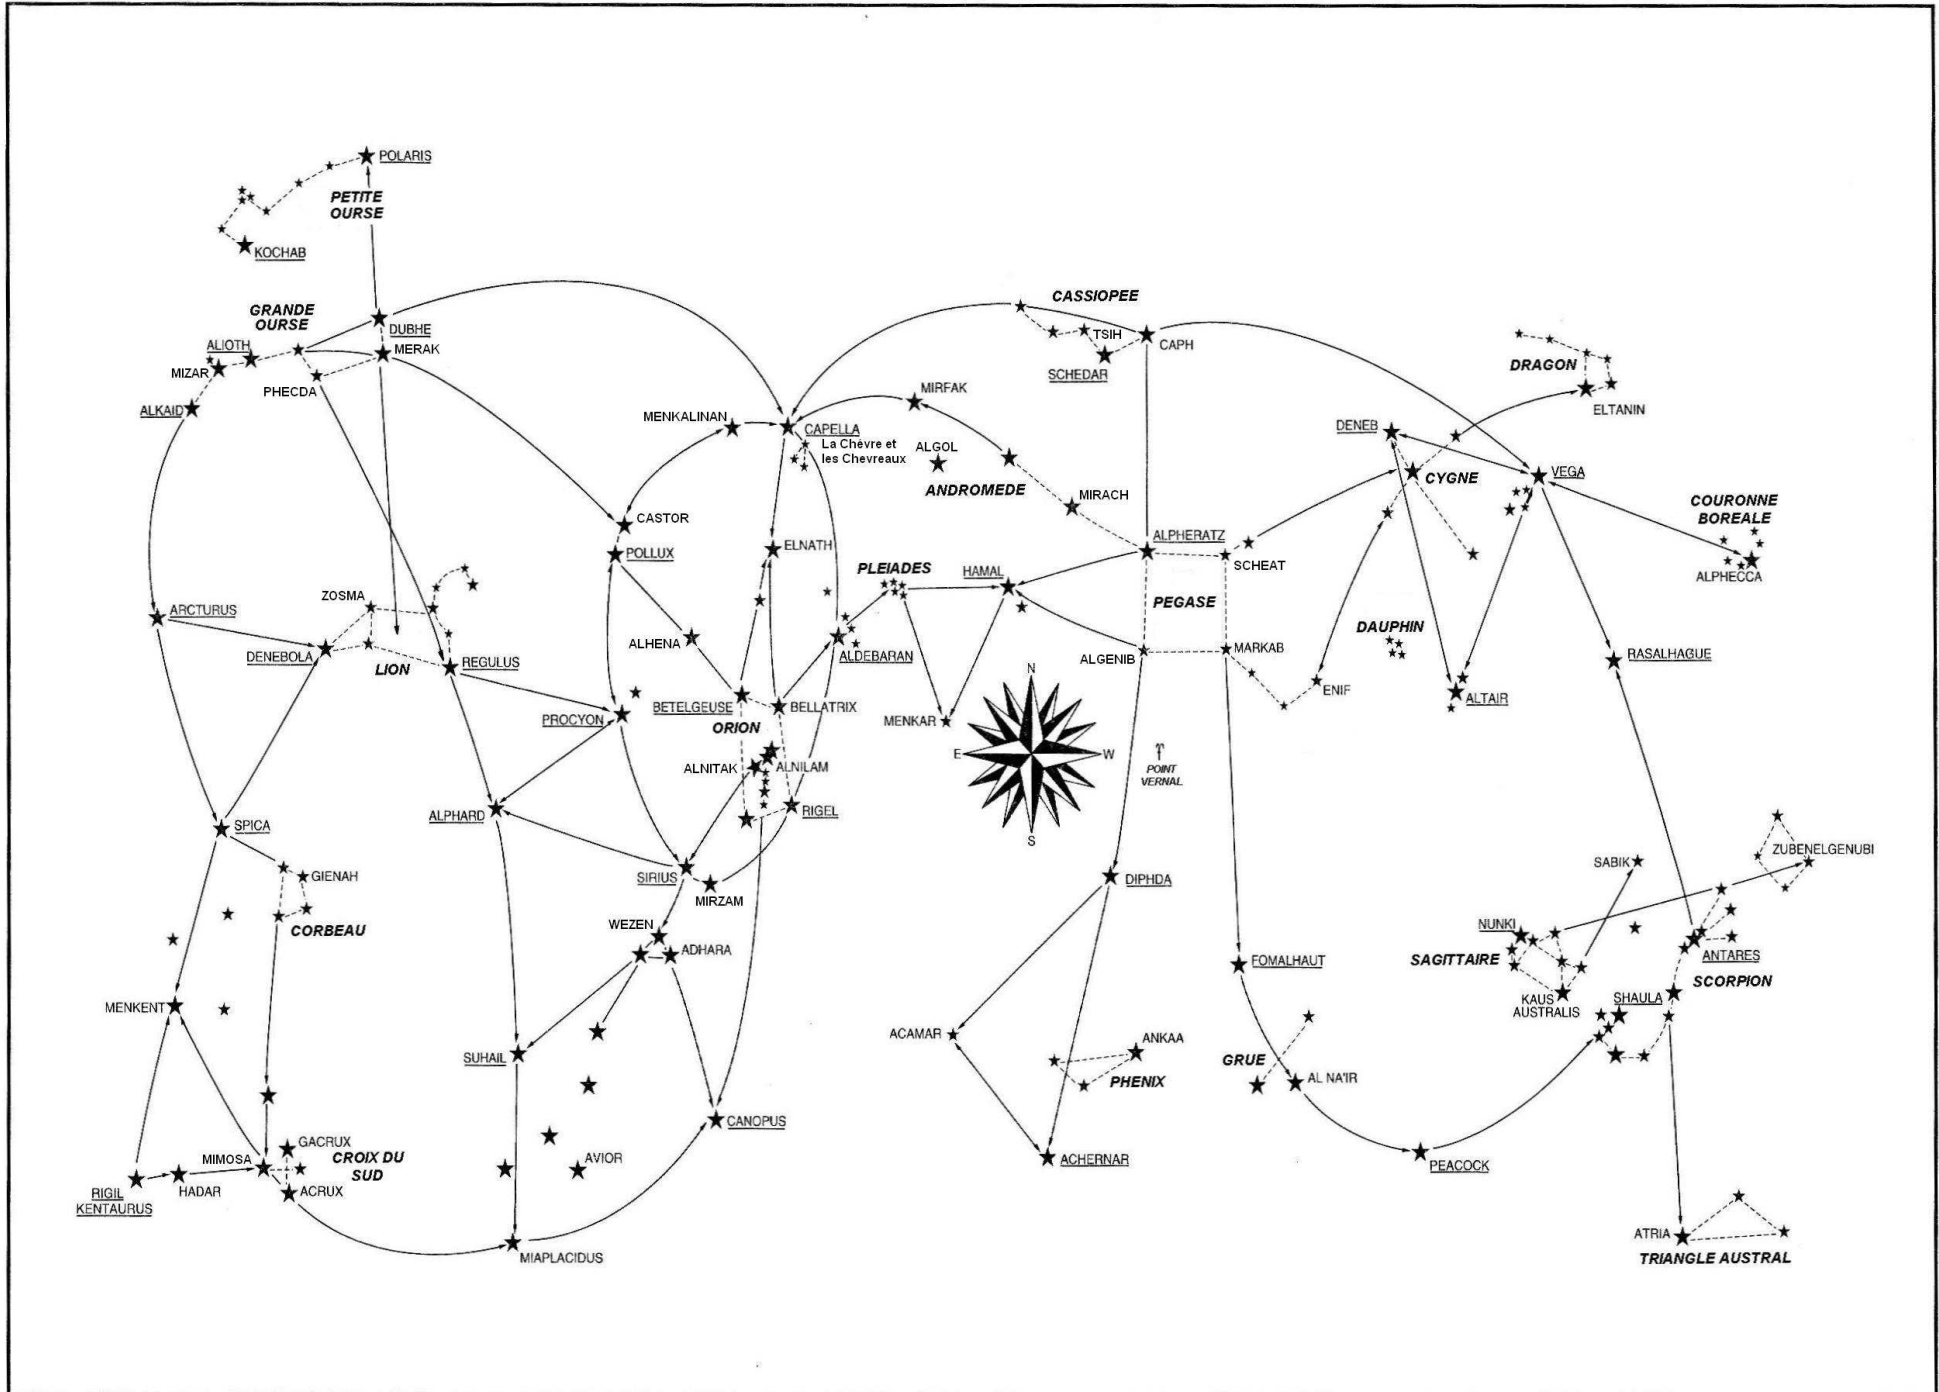 POLARIS
PETITE
OURSE
KOCHAB
GRANDE
OURSE
DUBHE
ALIOTH
MERAK
MIZAR
PHECDA
ALKAID
CASSIOPEE
TSIH
CAPH
SCHEDAR
DRAGON
ELTANIN
MIRFAK
MENKALINAN
CAPELLA
La Chèvre et
les Chevreaux
ALGOL
ANDROMEDE
MIRACH
DENEB
CYGNE
VEGA
COURONNE
BOREALE
ALPHECCA
CASTOR
POLLUX
ELNATH
ALPHERATZ
SCHEAT
PLEIADES
HAMAL
PEGASE
ZOSMA
ARCTURUS
DENEBOLA
LION
REGULUS
ALHENA
ALDEBARAN
ALGENIB
MARKAB
DAUPHIN
RASALHAGUE
ENIF
ALTAIR
PROCYON
BETELGEUSE
BELLATRIX
ORION
MENKAR
N
E
W
S
POINT
VERNAL
ALNITAK
ALNILAM
RIGEL
ALPHARD
SPICA
GIENAH
CORBEAU
SIRIUS
MIRZAM
WEZEN
ADHARA
DIPHDA
SABIK
ZUBENELGENUBI
NUNKI
SAGITTAIRE
ANTARES
SCORPION
KAUS
AUSTRALIS
SHAULA
FOMALHAUT
MENKENT
SUHAIL
ACAMAR
ANKAA
PHENIX
GRUE
AL NA'IR
CANOPUS
GACRUX
MIMOSA
CROIX DU
SUD
AVIOR
ACHERNAR
PEACOCK
RIGIL
KENTAURUS
HADAR
ACRUX
MIAPLACIDUS
ATRIA
TRIANGLE AUSTRAL